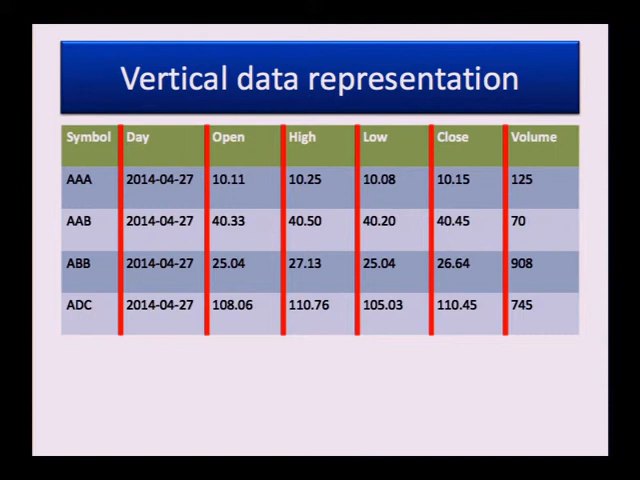 Vertical data representation
Symbol Day Open High Low Close Volume
AAA 2014-04-27 10.11 10.25 10.08 10.15 125
AAB 2014-04-27 40.33 40.50 40.20 40.45 70
ABB 2014-04-27 25.04 27.13 25.04 26.64 908
ADC 2014-04-27 108.06 110.76 105.03 110.45 745